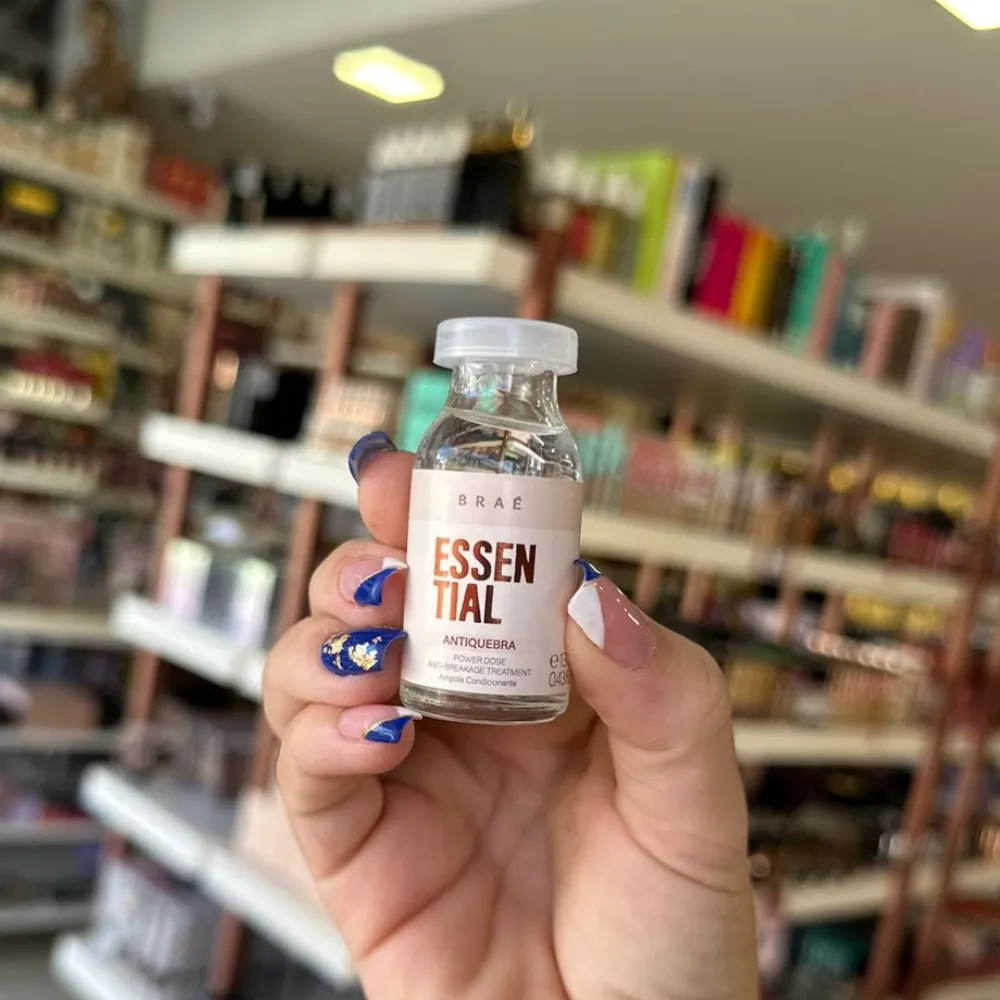 BRAÉ
ESSEN
TIAL
ANTIQUEBRA
POWER DOSE
ANTI-BREAKAGE TREATMENT
Ampola Condicionante